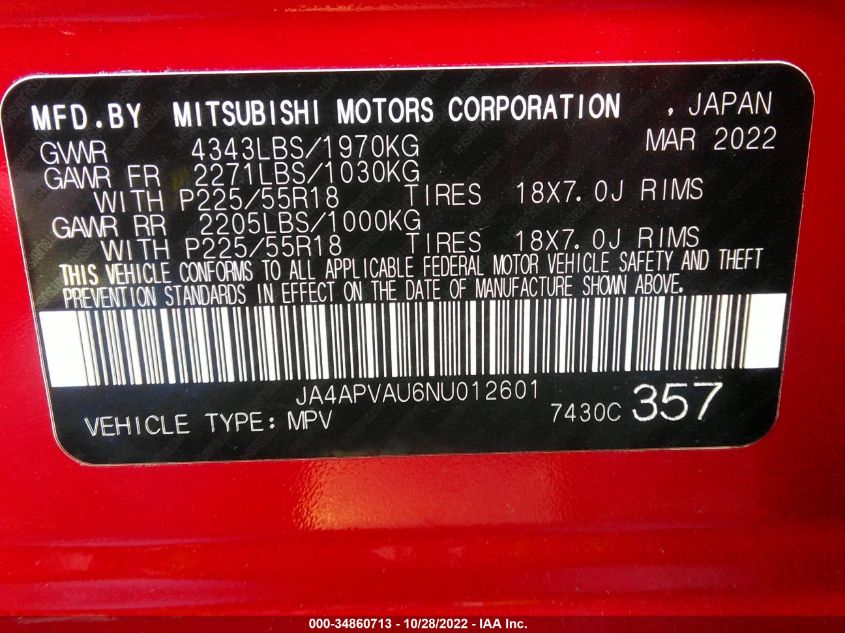 MFD.BY MITSUBISHI MOTORS CORPORATION , JAPAN
GVWR 4343LBS/1970KG MAR 2022
GAWR FR 2271LBS/1030KG
WITH P225/55R18 TIRES 18X7.0J RIMS
GAWR RR 2205LBS/1000KG
WITH P225/55R18 TIRES 18X7.0J RIMS
THIS VEHICLE CONFORMS TO ALL APPLICABLE FEDERAL MOTOR VEHICLE SAFETY AND THEFT
PREVENTION STANDARDS IN EFFECT ON THE DATE OF MANUFACTURE SHOWN ABOVE.
JA4APVAU6NU012601
VEHICLE TYPE: MPV 7430C 357
000-34860713 - 10/28/2022 - IAA Inc.